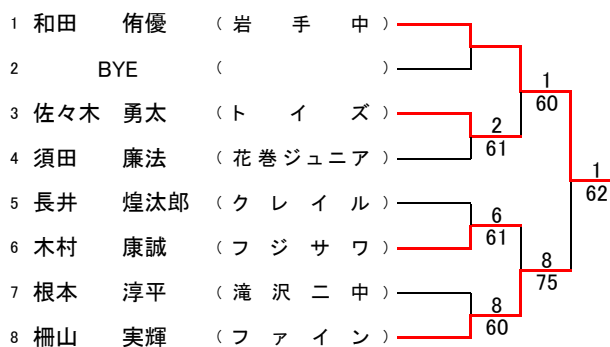 1 和田 侑優 (岩手中)
2 BYE ( )
3 佐々木 勇太 (トイズ)
4 須田 廉法 (花巻ジュニア)
5 長井 煌汰郎 (クレイル)
6 木村 康誠 (フジサワ)
7 根本 淳平 (滝沢二中)
8 柵山 実輝 (ファイン)
2
61
6
61
8
60
1
60
8
75
1
62